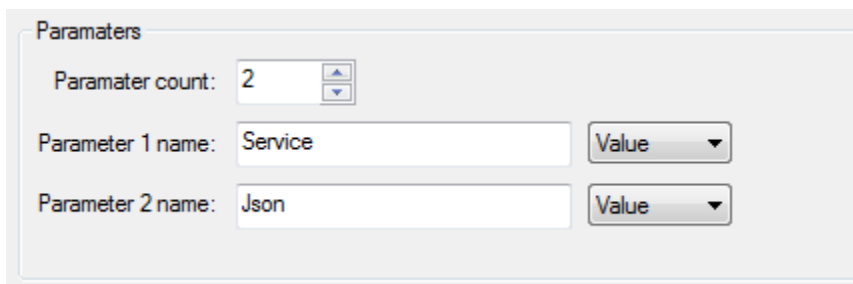 Paramaters
Paramater count: 2
Parameter 1 name: Service Value
Parameter 2 name: Json Value